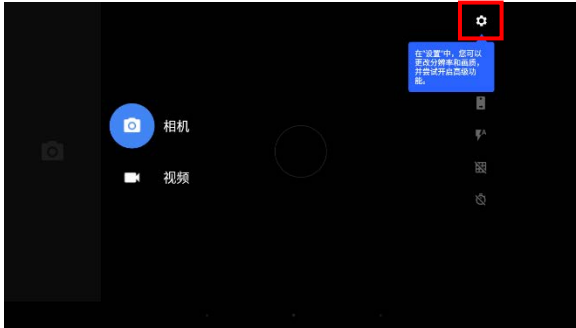 在"设置"中，您可以
更改分辨率和画质，
并尝试开启高级功
能。
相机
A
视频